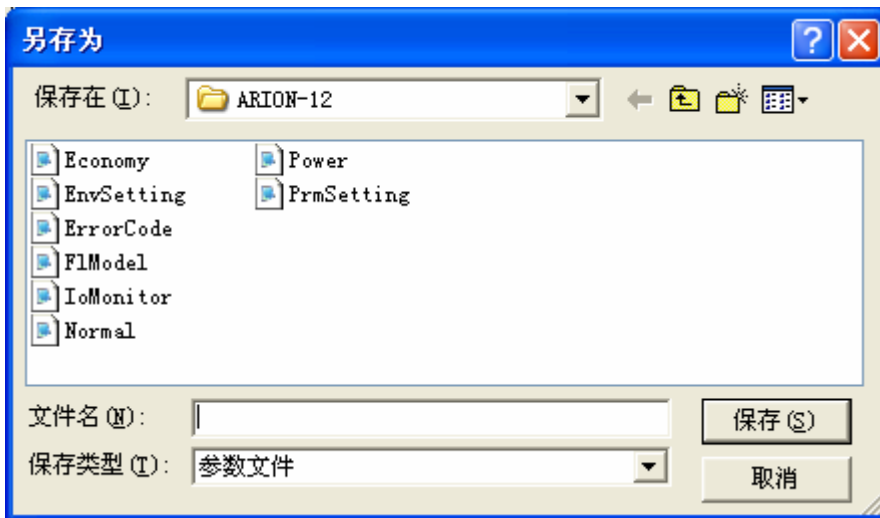 另存为
保存在(I):
ARION-12
Economy
EnvSetting
ErrorCode
FlModel
IoMonitor
Normal
Power
PrmSetting
文件名(N):
保存(S)
保存类型(T):
参数文件
取消